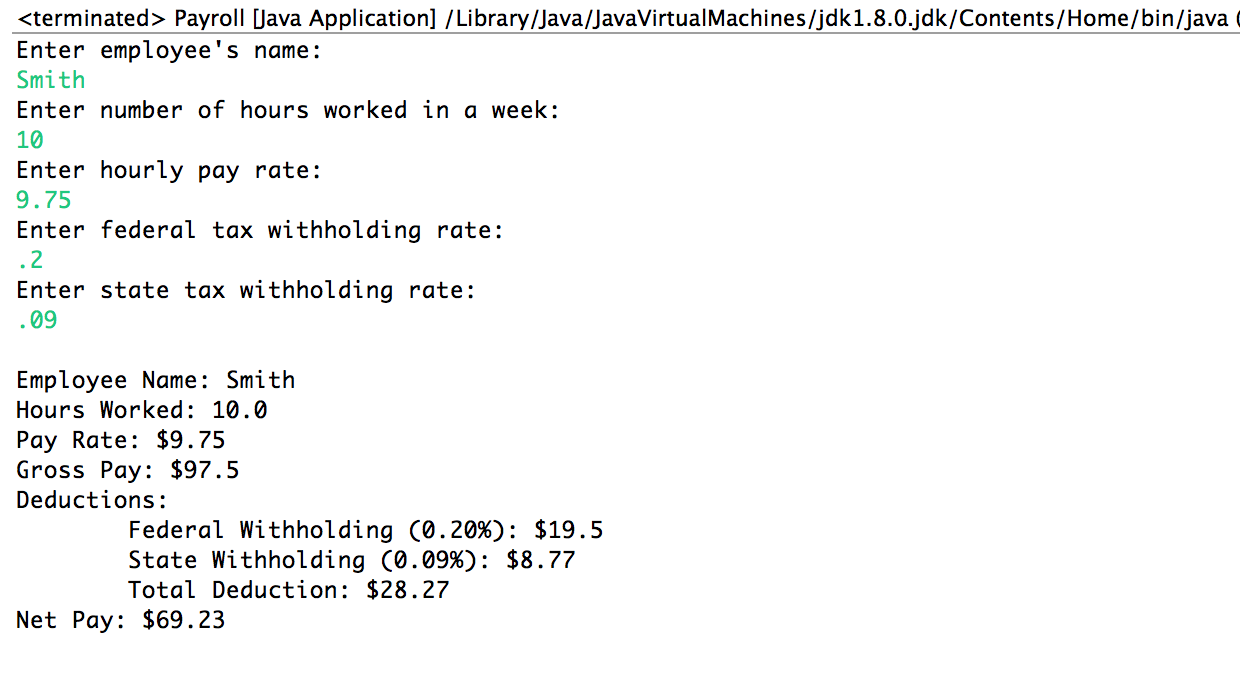 <terminated> Payroll [Java Application] /Library/Java/JavaVirtualMachines/jdk1.8.0.jdk/Contents/Home/bin/java (
Enter employee's name:
Smith
Enter number of hours worked in a week:
10
Enter hourly pay rate:
9.75
Enter federal tax withholding rate:
.2
Enter state tax withholding rate:
.09
Employee Name: Smith
Hours Worked: 10.0
Pay Rate: $9.75
Gross Pay: $97.5
Deductions:
Federal Withholding (0.20%): $19.5
State Withholding (0.09%): $8.77
Total Deduction: $28.27
Net Pay: $69.23